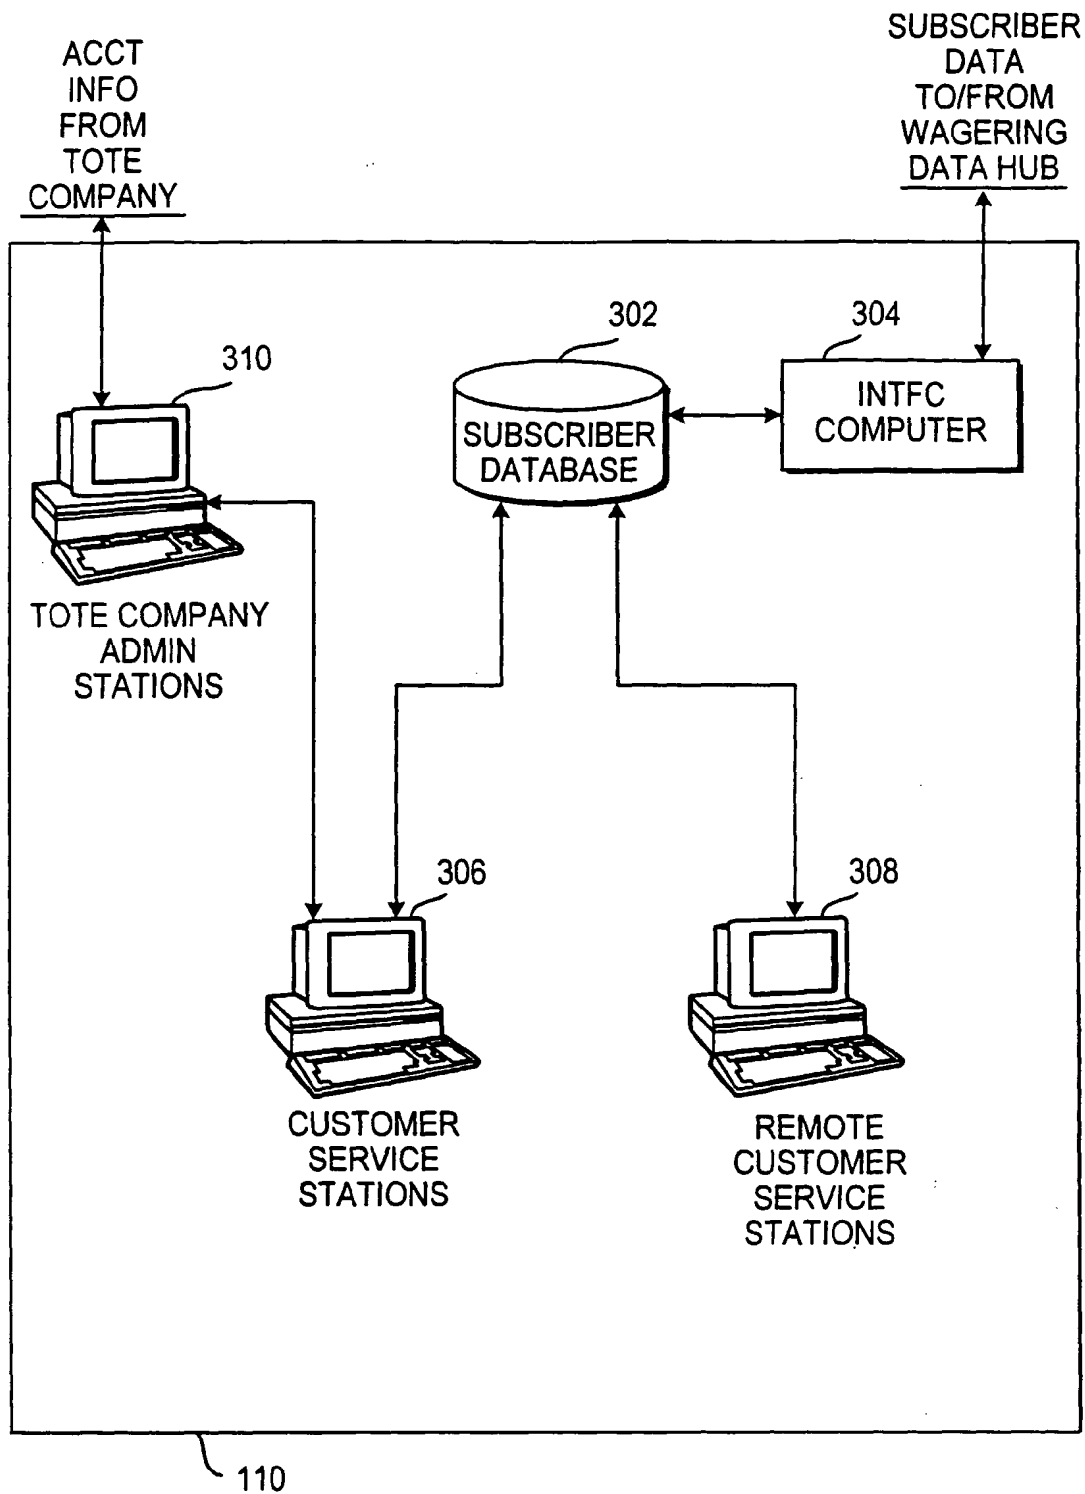 ACCT
INFO
FROM
TOTE
COMPANY
SUBSCRIBER
DATA
TO/FROM
WAGERING
DATA HUB
310
302
304
SUBSCRIBER
DATABASE
INTFC
COMPUTER
TOTE COMPANY
ADMIN
STATIONS
306
308
CUSTOMER
SERVICE
STATIONS
REMOTE
CUSTOMER
SERVICE
STATIONS
110